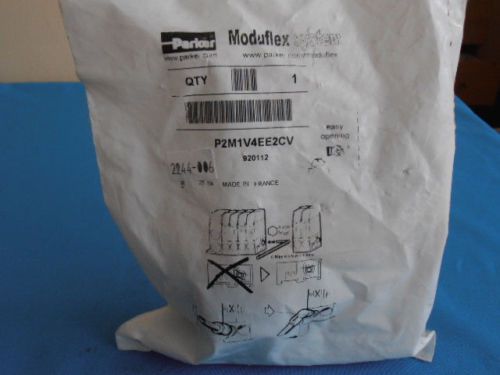 Parker Moduflex system
www.parker.com www.parker.com/moduflex
QTY 1
easy
opening
P2M1V4EE2CV
920112
2244-006
MADE IN FRANCE